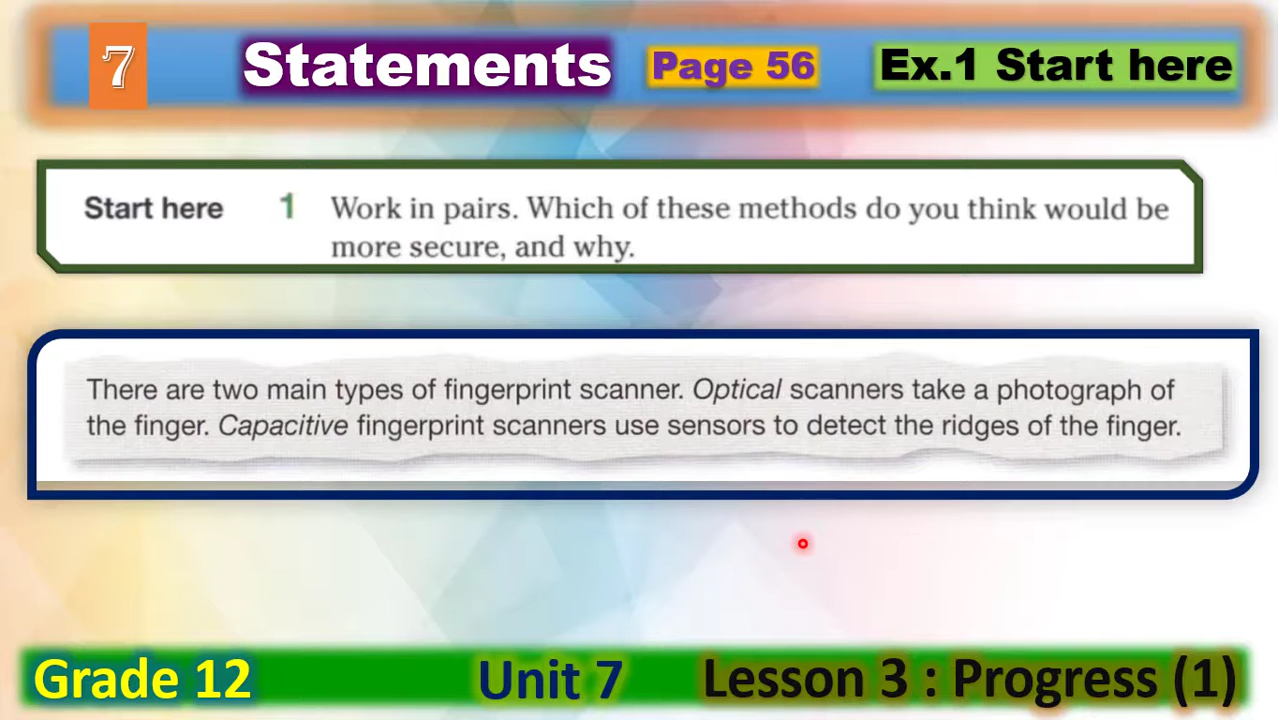 7 Statements Page 56 Ex.1 Start here
Start here 1 Work in pairs. Which of these methods do you think would be
more secure, and why.
There are two main types of fingerprint scanner. Optical scanners take a photograph of
the finger. Capacitive fingerprint scanners use sensors to detect the ridges of the finger.
Grade 12 Unit 7 Lesson 3 : Progress (1)